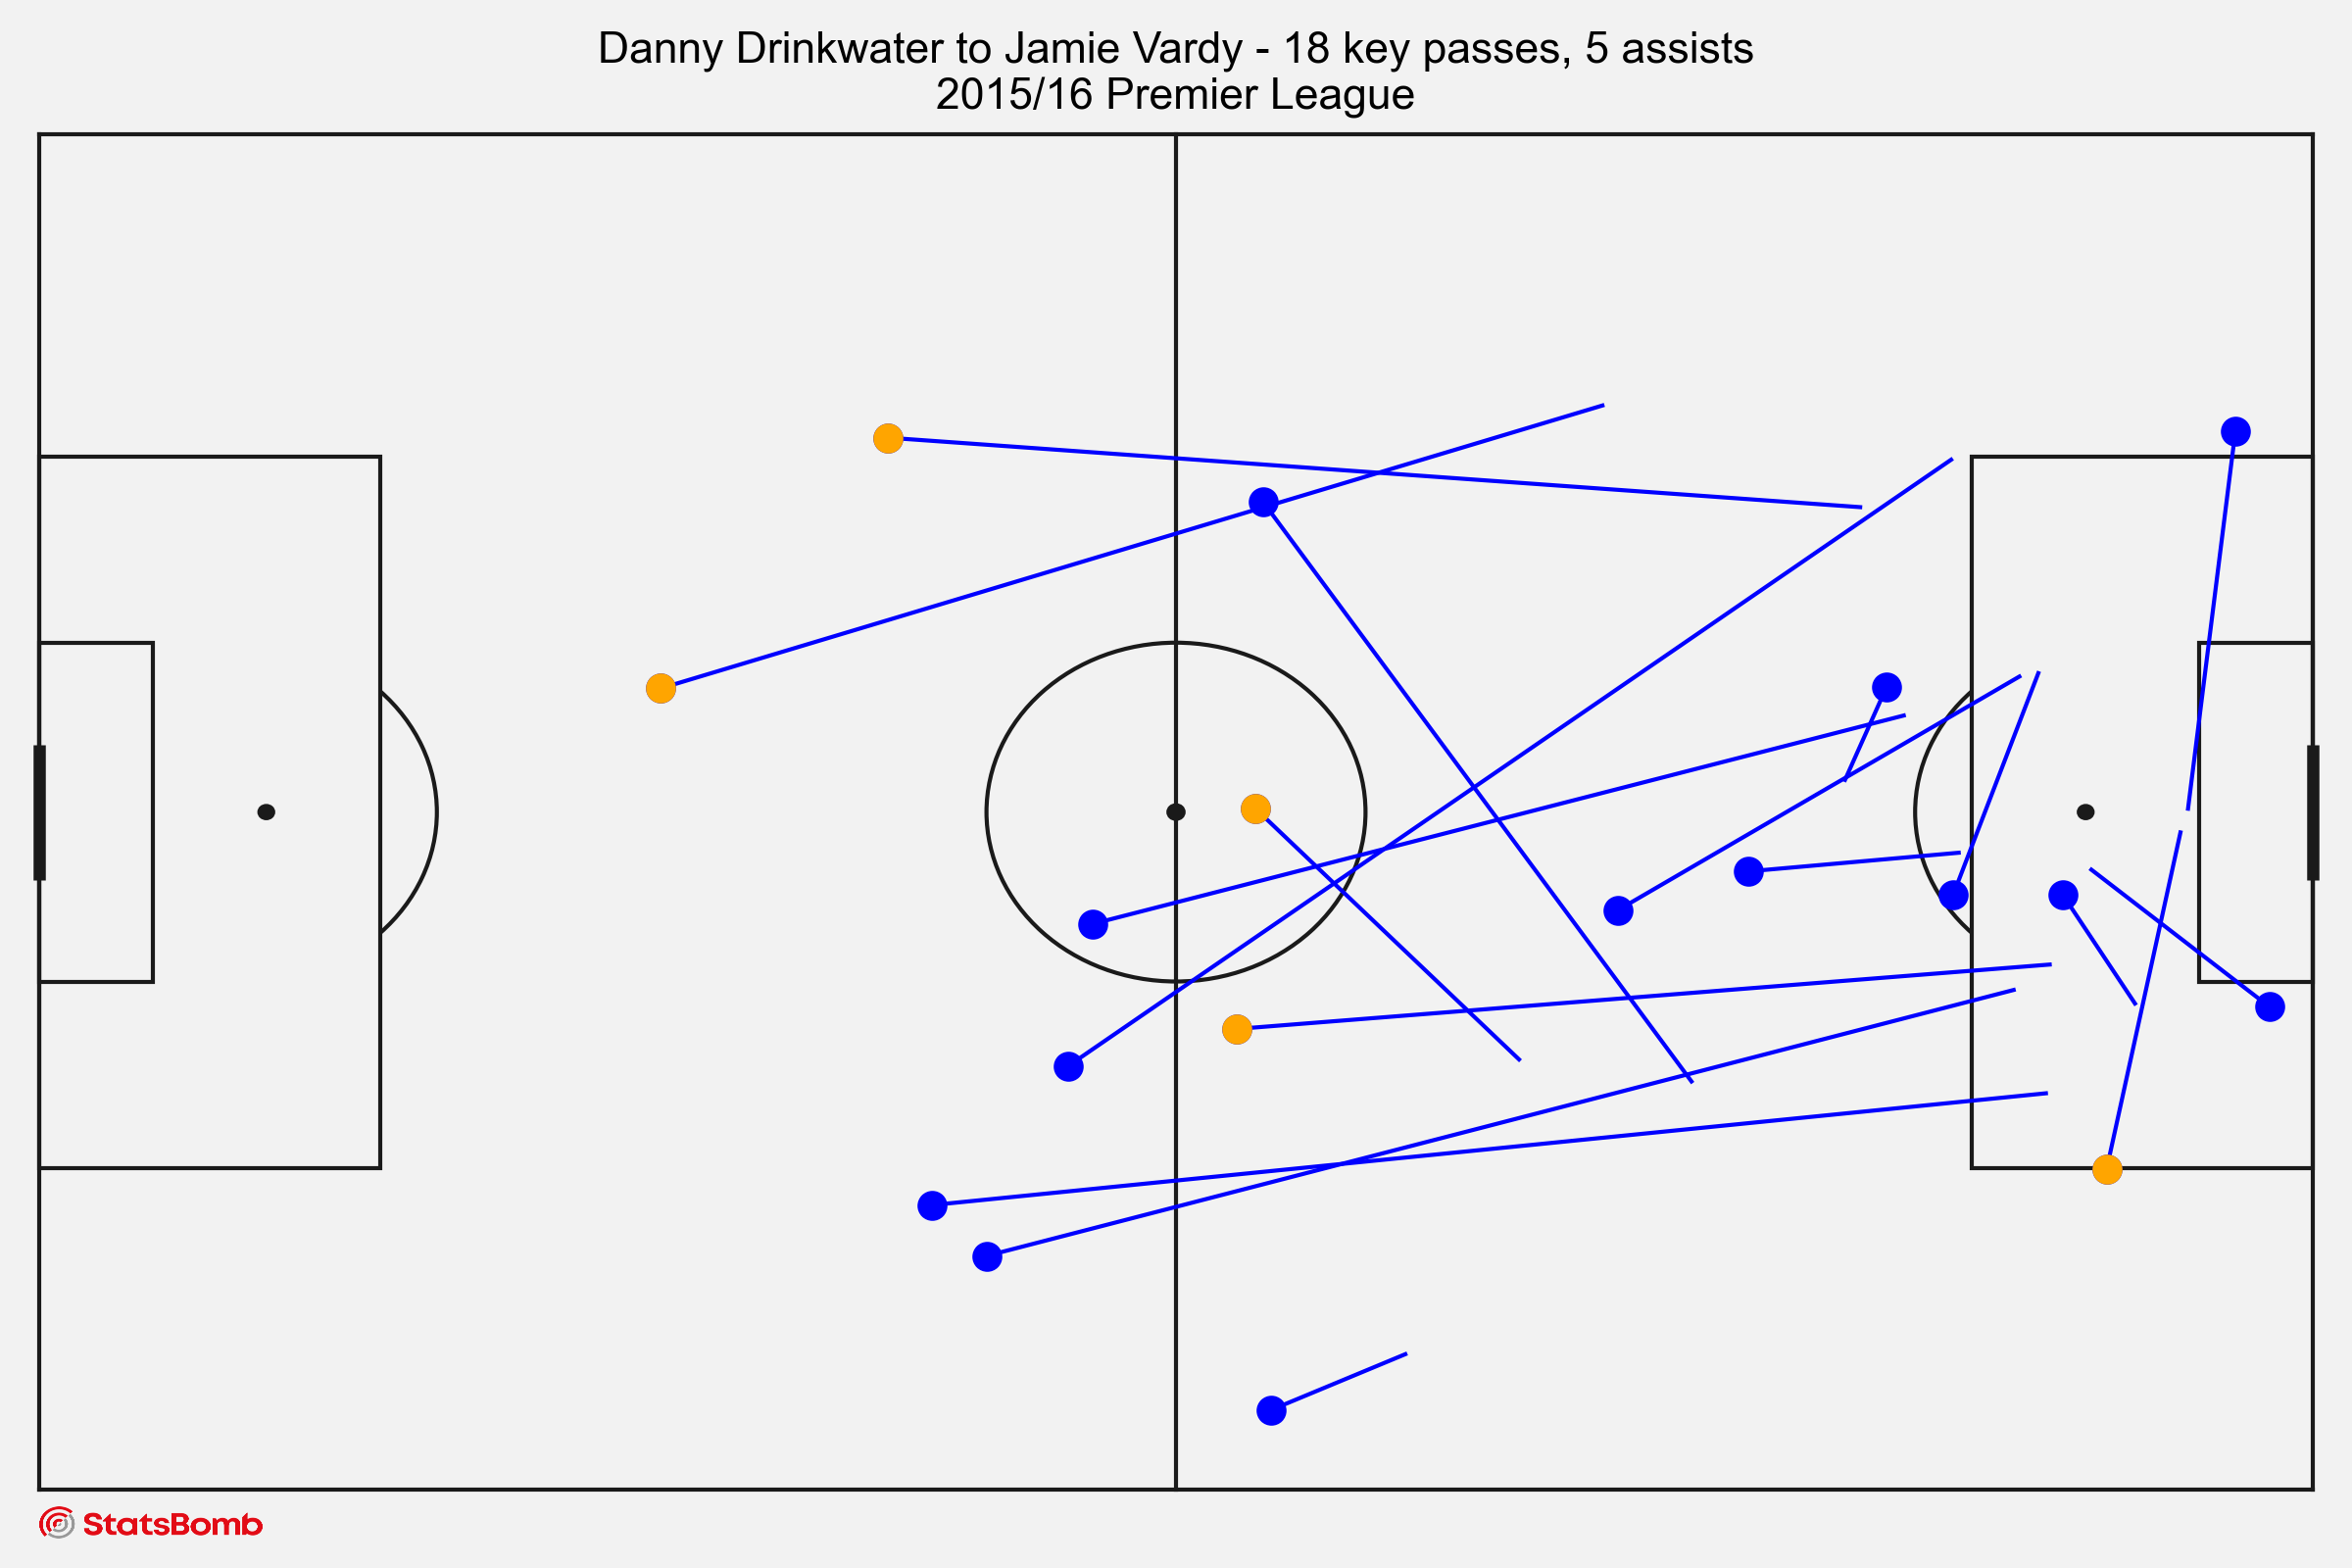 Danny Drinkwater to Jamie Vardy - 18 key passes, 5 assists
2015/16 Premier League
StatsBomb